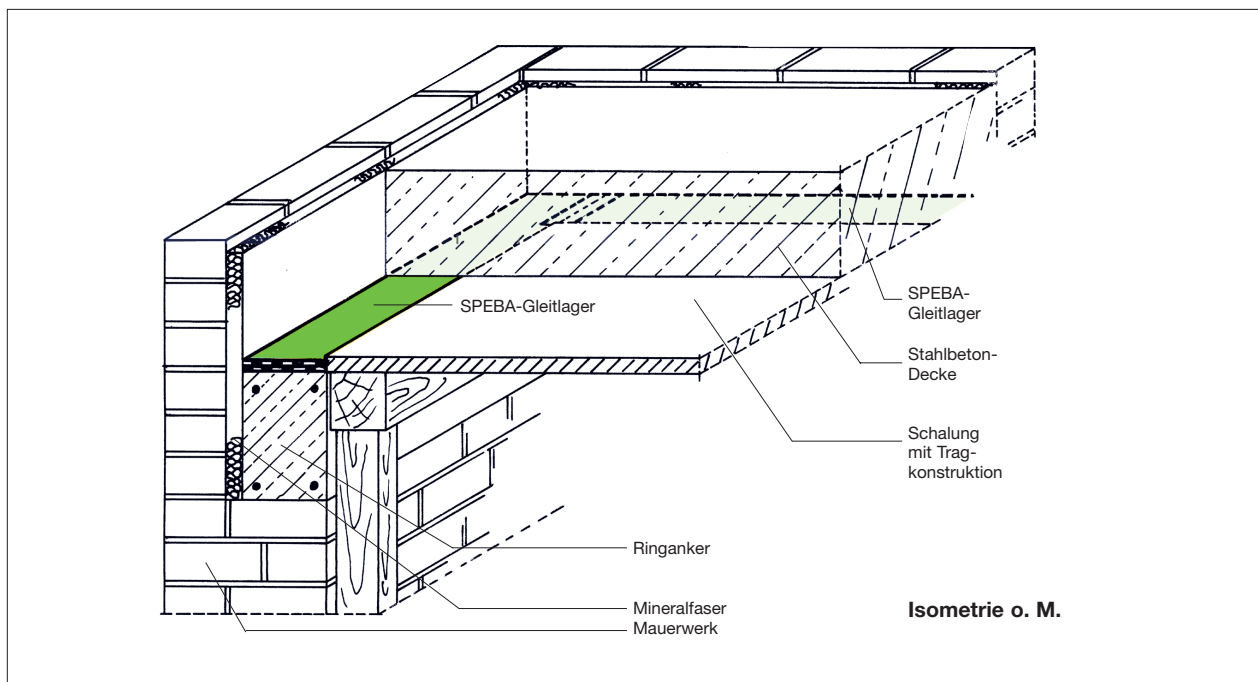 SPEBA-Gleitlager
SPEBA-
Gleitlager
Stahlbeton-
Decke
Schalung
mit Trag-
konstruktion
Ringanker
Mineralfaser
Mauerwerk
Isometrie o. M.